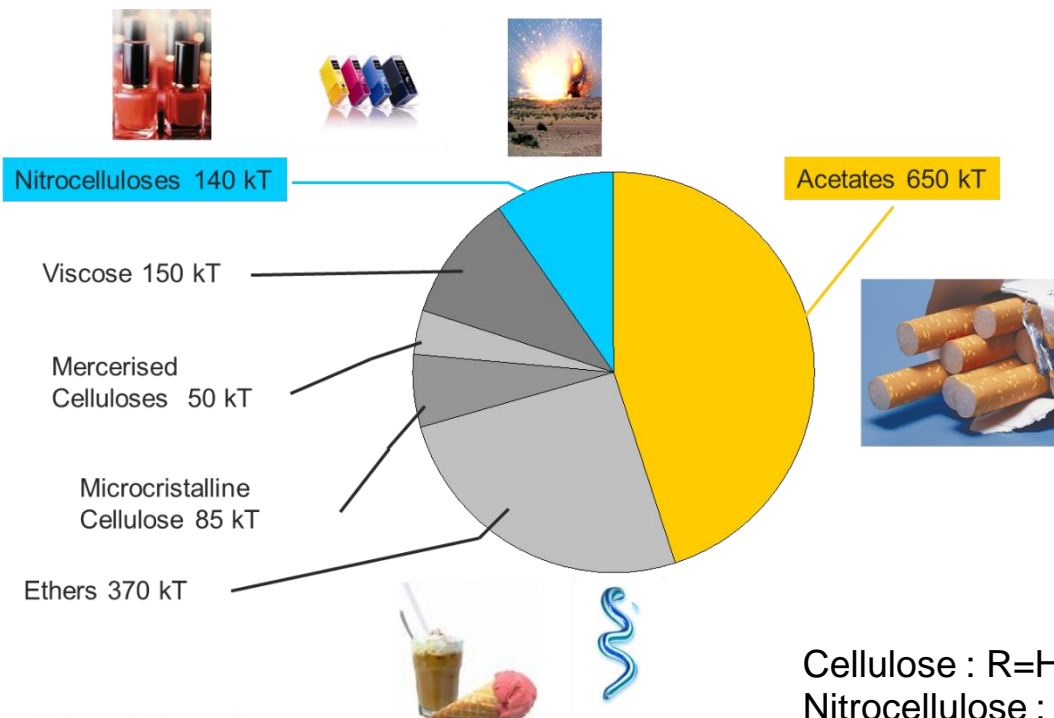 Nitrocelluloses 140 kT
Acetates 650 kT
Viscose 150 kT
Mercerised
Celluloses 50 kT
Microcristalline
Cellulose 85 kT
Ethers 370 kT
Cellulose : R=H
Nitrocellulose :